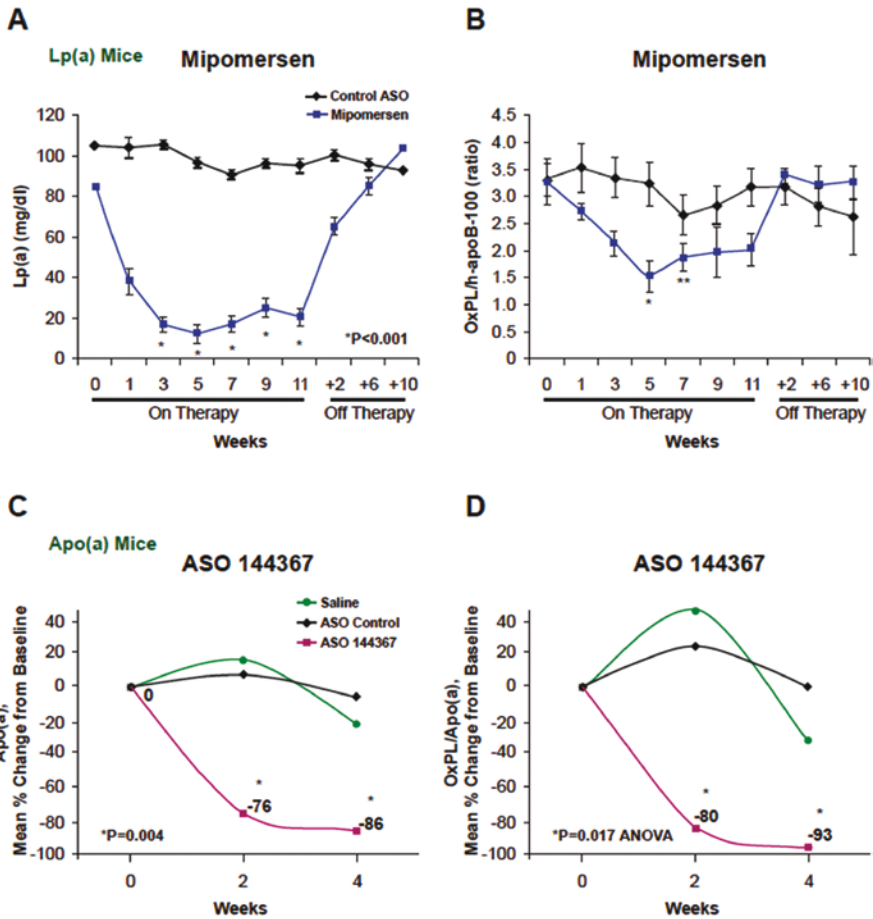 A
Lp(a) Mice
Mipomersen
Control ASO
Mipomersen
Lp(a) (mg/dl)
120
100
80
60
40
20
0
* * * * *
*P<0.001
0 1 3 5 7 9 11 +2 +6 +10
On Therapy Off Therapy
Weeks
B
Mipomersen
OxPL/h-apoB-100 (ratio)
4.5
4.0
3.5
3.0
2.5
2.0
1.5
1.0
0.5
0
* **
0 1 3 5 7 9 11 +2 +6 +10
On Therapy Off Therapy
Weeks
C
Apo(a) Mice
ASO 144367
Saline
ASO Control
ASO 144367
Apo(a),
Mean % Change from Baseline
40
20
0
-20
-40
-60
-80
-100
0
*
-76
*
-86
*P=0.004
0 2 4
Weeks
D
ASO 144367
OxPL/Apo(a),
Mean % Change from Baseline
40
20
0
-20
-40
-60
-80
-100
*
-80
*
-93
*P=0.017 ANOVA
0 2 4
Weeks